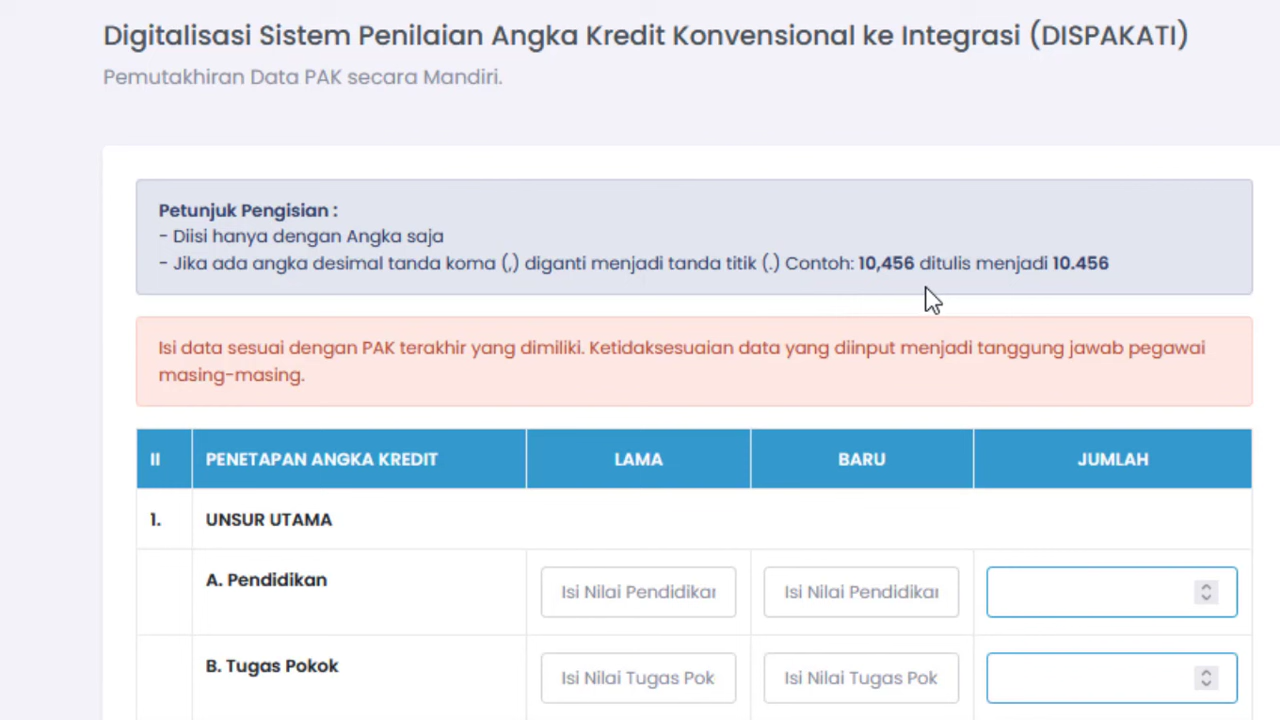 Digitalisasi Sistem Penilaian Angka Kredit Konvensional ke Integrasi (DISPAKATI)
Pemutakhiran Data PAK secara Mandiri.
Petunjuk Pengisian :
- Diisi hanya dengan Angka saja
- Jika ada angka desimal tanda koma (,) diganti menjadi tanda titik (.) Contoh: 10,456 ditulis menjadi 10.456
Isi data sesuai dengan PAK terakhir yang dimiliki. Ketidaksesuaian data yang diinput menjadi tanggung jawab pegawai
masing-masing.
II PENETAPAN ANGKA KREDIT LAMA BARU JUMLAH
1. UNSUR UTAMA
A. Pendidikan Isi Nilai Pendidikan Isi Nilai Pendidikan
B. Tugas Pokok Isi Nilai Tugas Pok Isi Nilai Tugas Pok